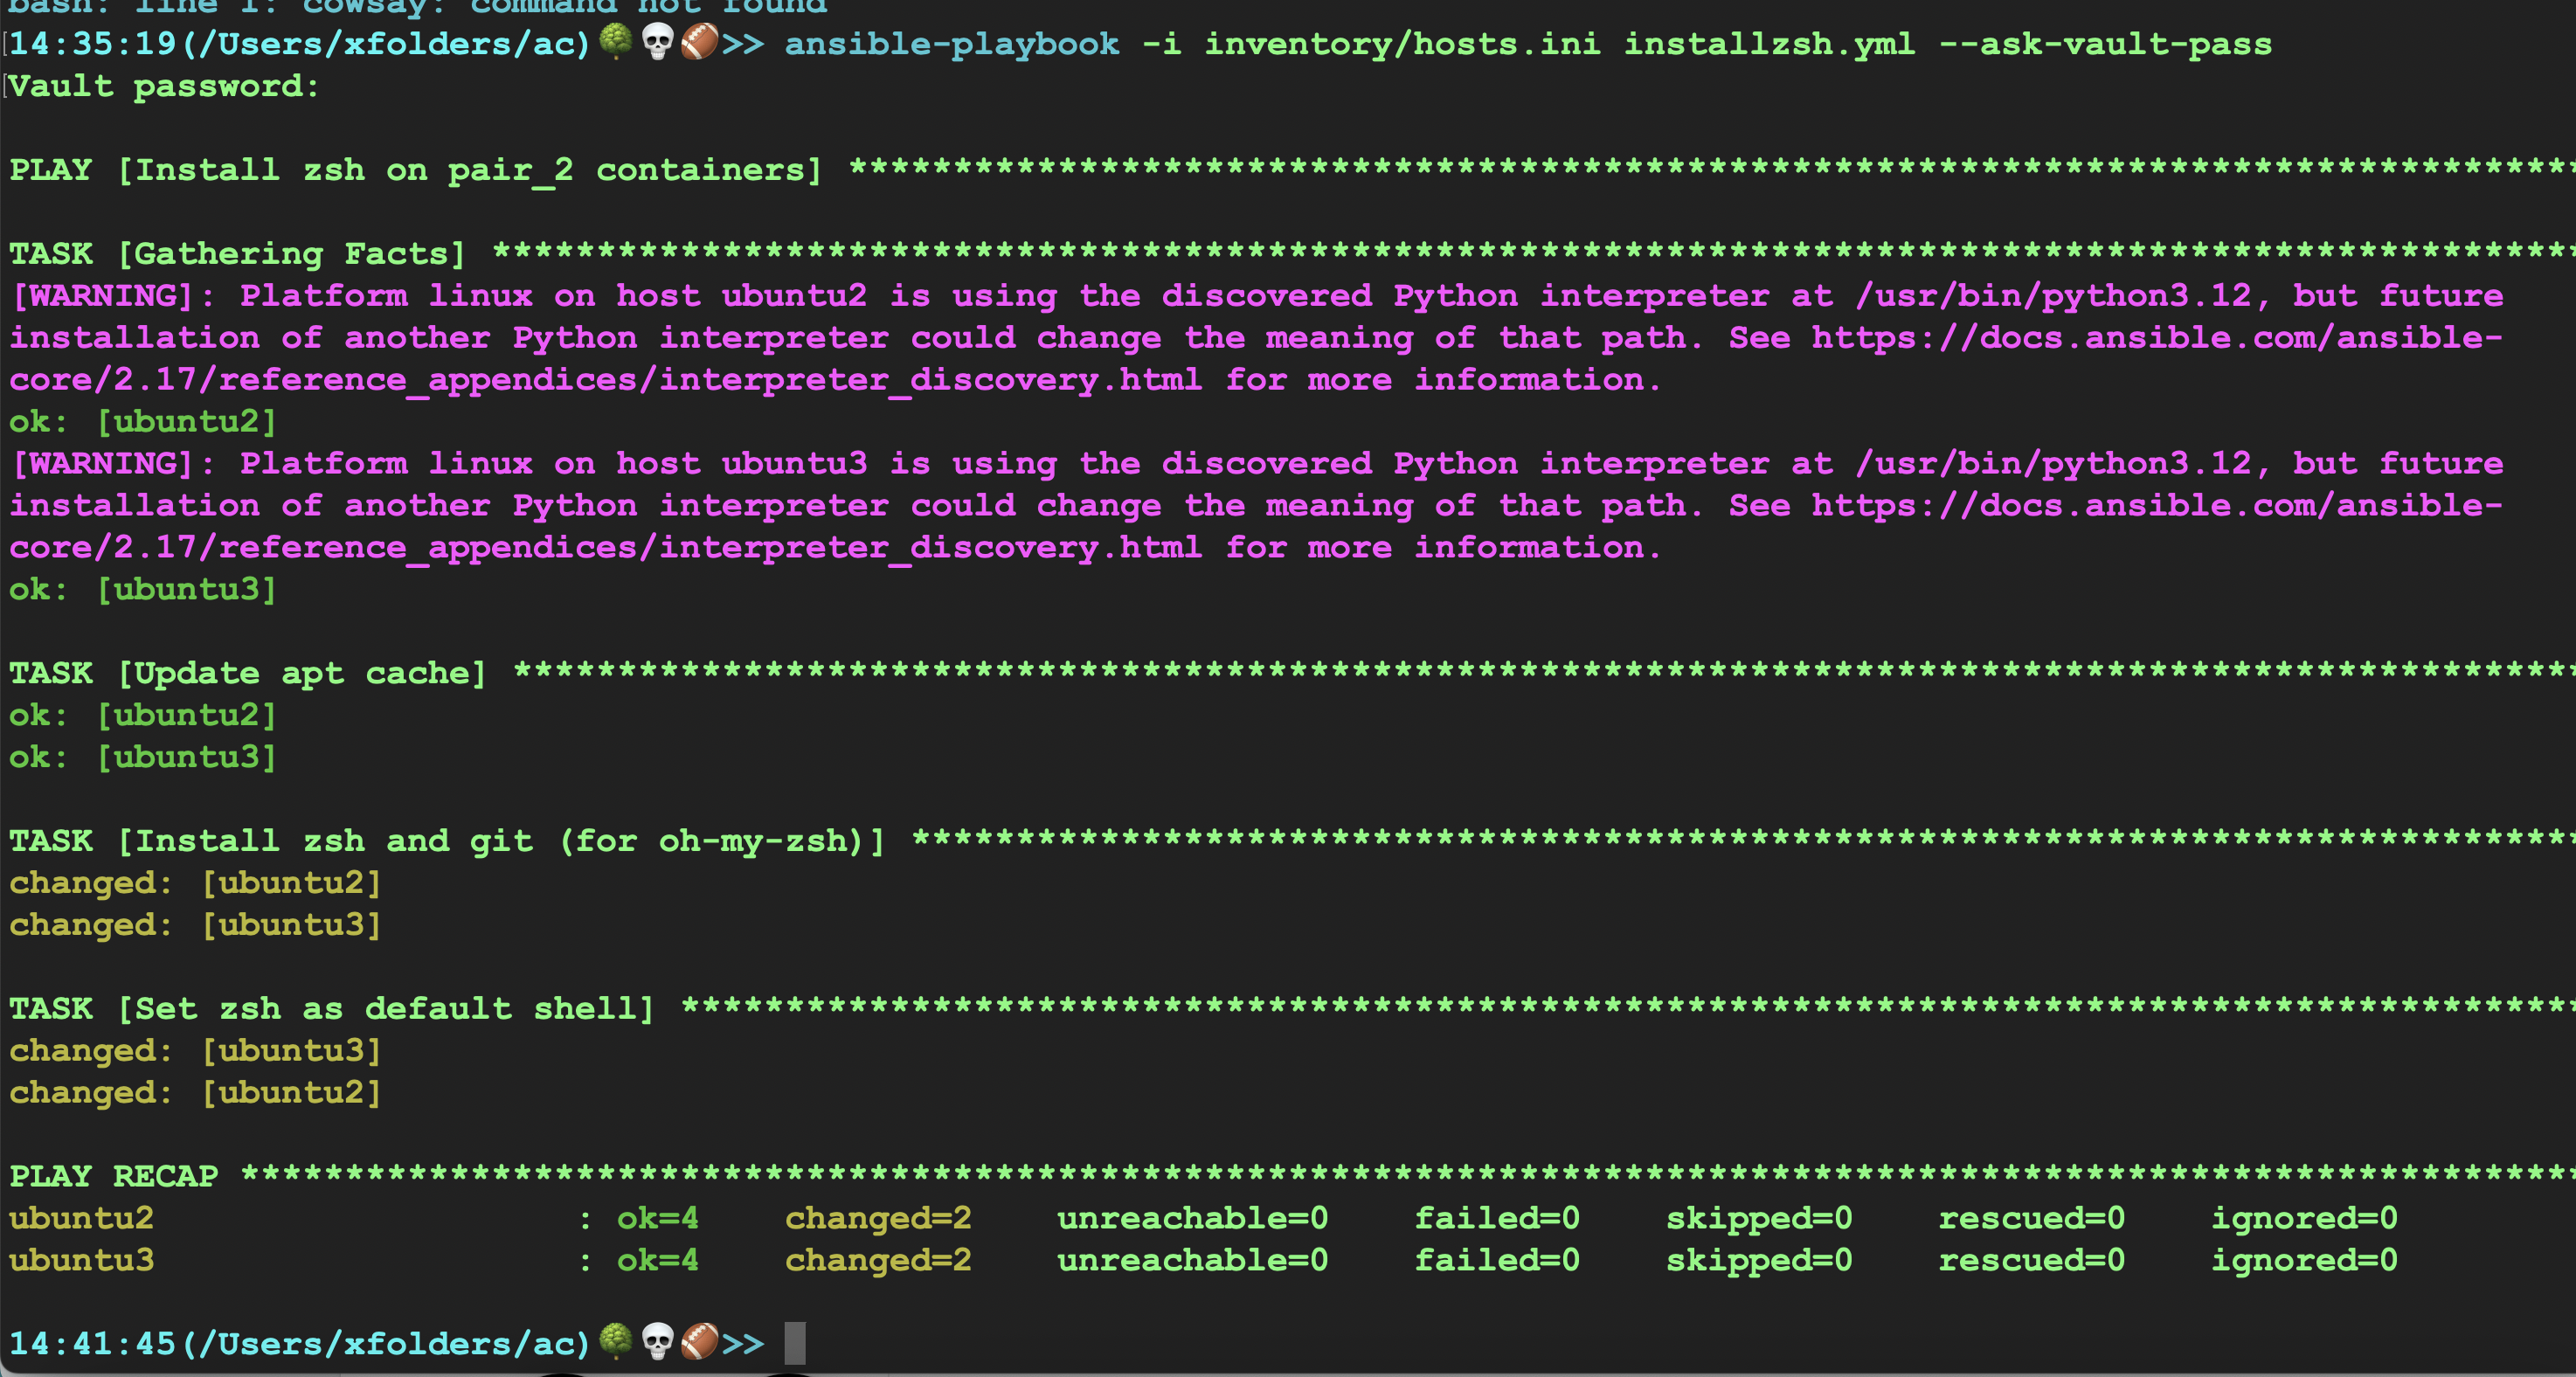 bash: line 1: cowsay: command not found
14:35:19(/Users/xfolders/ac)🌳💀🏈>> ansible-playbook -i inventory/hosts.ini installzsh.yml --ask-vault-pass
Vault password:
PLAY [Install zsh on pair_2 containers] **********************************************************************************
TASK [Gathering Facts] ***************************************************************************************************
[WARNING]: Platform linux on host ubuntu2 is using the discovered Python interpreter at /usr/bin/python3.12, but future
installation of another Python interpreter could change the meaning of that path. See https://docs.ansible.com/ansible-
core/2.17/reference_appendices/interpreter_discovery.html for more information.
ok: [ubuntu2]
[WARNING]: Platform linux on host ubuntu3 is using the discovered Python interpreter at /usr/bin/python3.12, but future
installation of another Python interpreter could change the meaning of that path. See https://docs.ansible.com/ansible-
core/2.17/reference_appendices/interpreter_discovery.html for more information.
ok: [ubuntu3]
TASK [Update apt cache] **************************************************************************************************
ok: [ubuntu2]
ok: [ubuntu3]
TASK [Install zsh and git (for oh-my-zsh)] *******************************************************************************
changed: [ubuntu2]
changed: [ubuntu3]
TASK [Set zsh as default shell] ******************************************************************************************
changed: [ubuntu3]
changed: [ubuntu2]
PLAY RECAP ***************************************************************************************************************
ubuntu2                    : ok=4    changed=2    unreachable=0    failed=0    skipped=0    rescued=0    ignored=0
ubuntu3                    : ok=4    changed=2    unreachable=0    failed=0    skipped=0    rescued=0    ignored=0
14:41:45(/Users/xfolders/ac)🌳💀🏈>>